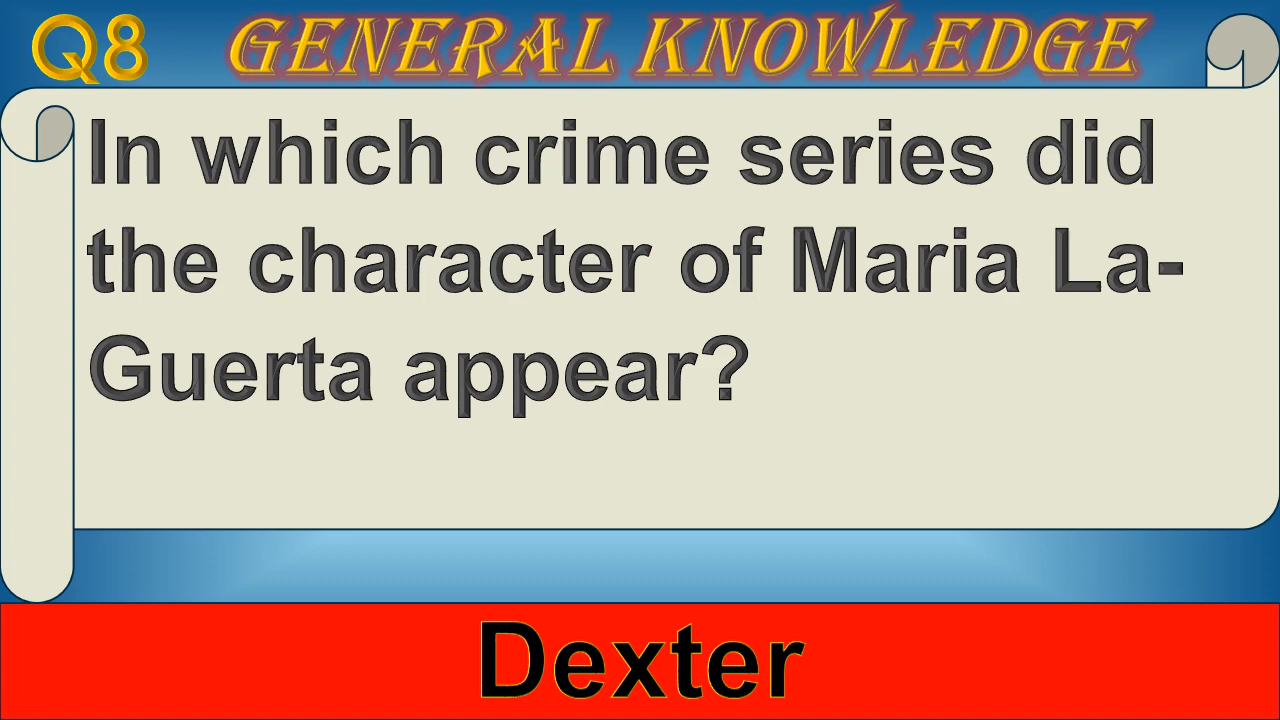 Q8 GENERAL KNOWLEDGE
In which crime series did
the character of Maria La-
Guerta appear?
Dexter